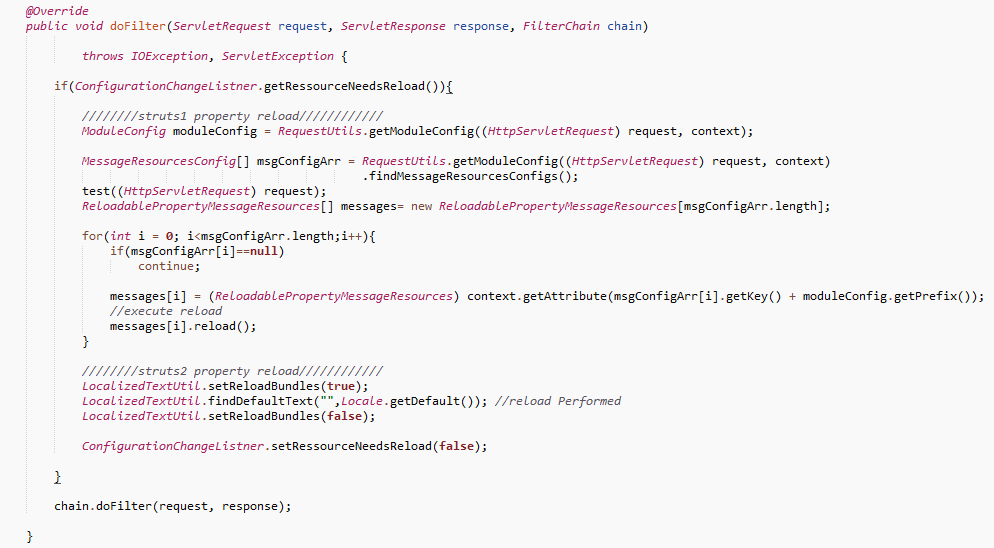 @Override
public void doFilter(ServletRequest request, ServletResponse response, FilterChain chain)
throws IOException, ServletException {
if(ConfigurationChangeListner.getRessourceNeedsReload()){
////////struts1 property reload////////////
ModuleConfig moduleConfig = RequestUtils.getModuleConfig((HttpServletRequest) request, context);
MessageResourcesConfig[] msgConfigArr = RequestUtils.getModuleConfig((HttpServletRequest) request, context)
.findMessageResourcesConfigs();
test((HttpServletRequest) request);
ReloadablePropertyMessageResources[] messages= new ReloadablePropertyMessageResources[msgConfigArr.length];
for(int i = 0; i<msgConfigArr.length;i++){
if(msgConfigArr[i]==null)
continue;
messages[i] = (ReloadablePropertyMessageResources) context.getAttribute(msgConfigArr[i].getKey() + moduleConfig.getPrefix());
//execute reload
messages[i].reload();
}
////////struts2 property reload////////////
LocalizedTextUtil.setReloadBundles(true);
LocalizedTextUtil.findDefaultText("",Locale.getDefault()); //reload Performed
LocalizedTextUtil.setReloadBundles(false);
ConfigurationChangeListner.setRessourceNeedsReload(false);
}
chain.doFilter(request, response);
}